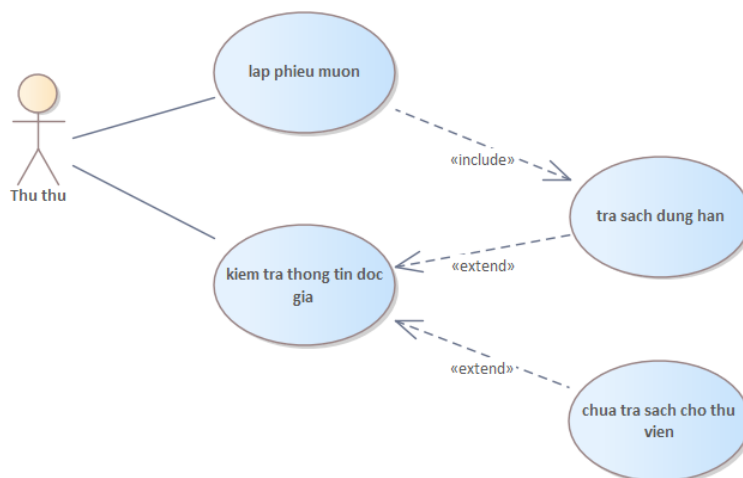 lap phieu muon
«include»
Thu thu
tra sach dung han
kiem tra thong tin doc
gia
«extend»
«extend»
chua tra sach cho thu
vien